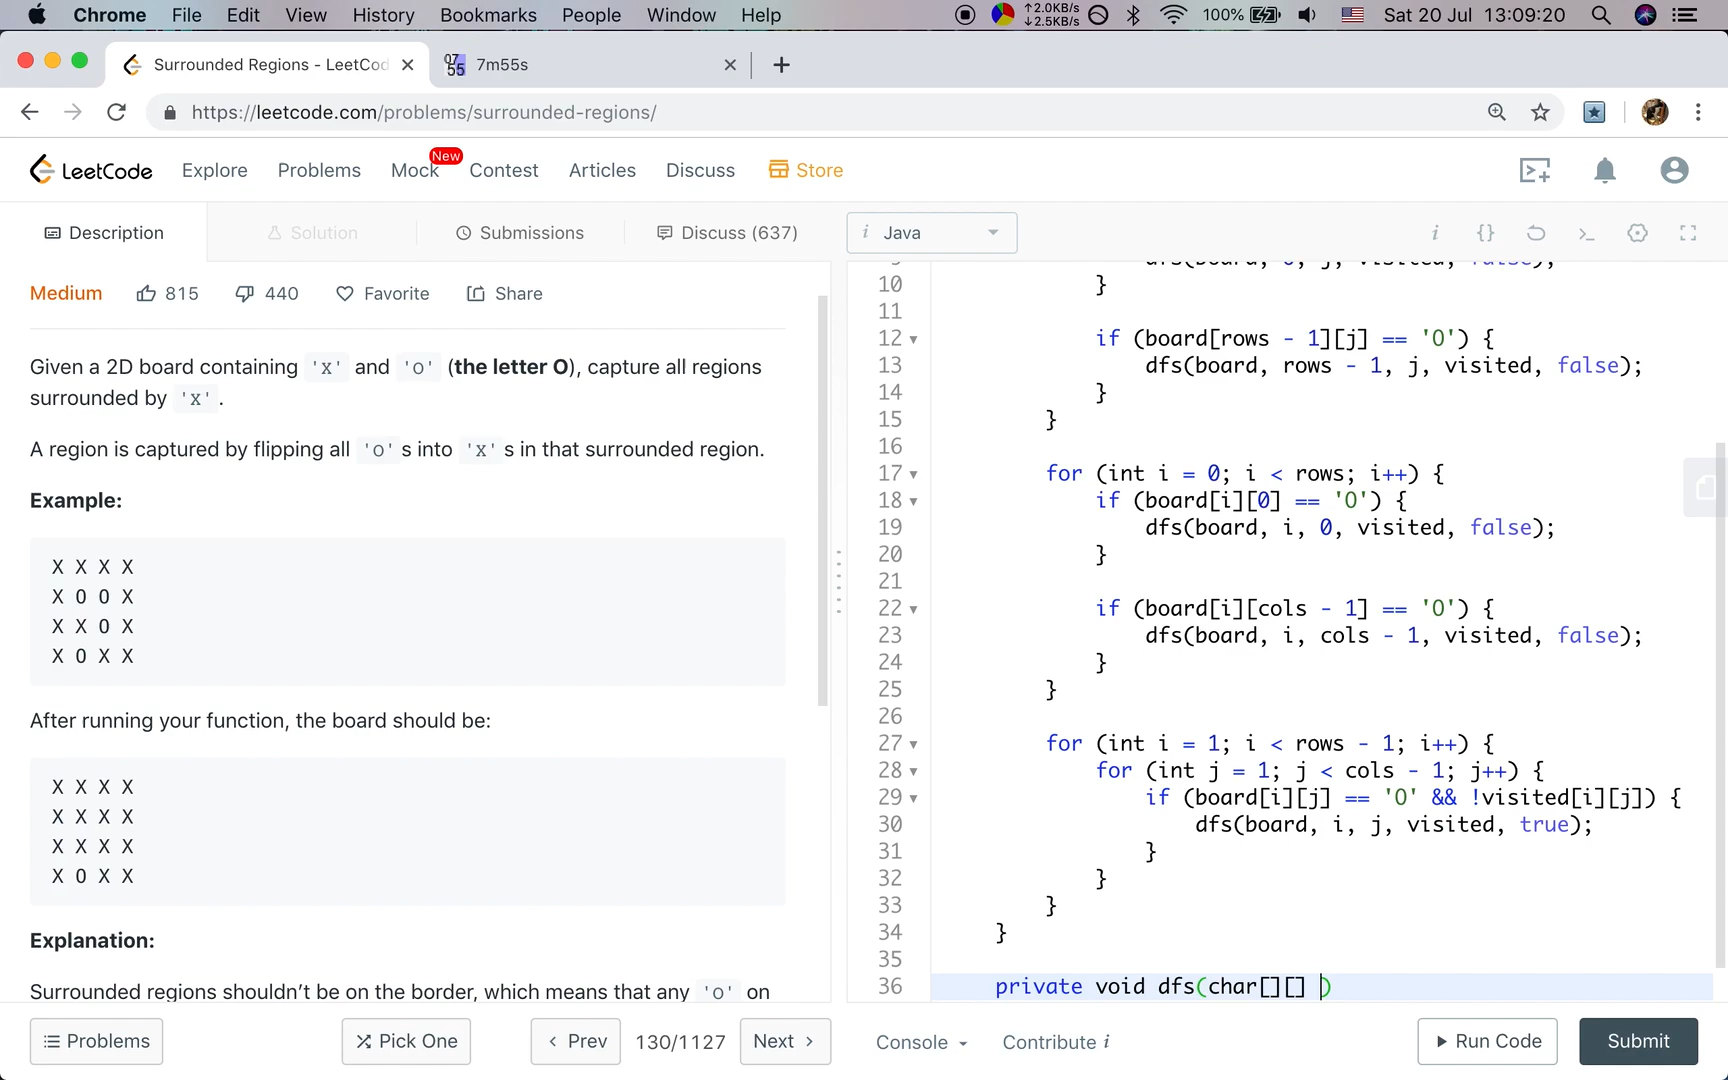 Chrome File Edit View History Bookmarks People Window Help ↑2.0KB/s ↓2.5KB/s 100% Sat 20 Jul 13:09:20
Surrounded Regions - LeetCod 07 55 7m55s
https://leetcode.com/problems/surrounded-regions/
LeetCode Explore Problems Mock New Contest Articles Discuss Store
Description Solution Submissions Discuss (637) i Java
Medium 815 440 Favorite Share
Given a 2D board containing 'X' and 'O' (the letter O), capture all regions
surrounded by 'X'.
A region is captured by flipping all 'O's into 'X's in that surrounded region.
Example:
X X X X
X O O X
X X O X
X O X X
After running your function, the board should be:
X X X X
X X X X
X X X X
X O X X
Explanation:
Surrounded regions shouldn't be on the border, which means that any 'O' on
dfs(board, 0, j, visited, false);
10 }
11
12 if (board[rows - 1][j] == 'O') {
13 dfs(board, rows - 1, j, visited, false);
14 }
15 }
16
17 for (int i = 0; i < rows; i++) {
18 if (board[i][0] == 'O') {
19 dfs(board, i, 0, visited, false);
20 }
21
22 if (board[i][cols - 1] == 'O') {
23 dfs(board, i, cols - 1, visited, false);
24 }
25 }
26
27 for (int i = 1; i < rows - 1; i++) {
28 for (int j = 1; j < cols - 1; j++) {
29 if (board[i][j] == 'O' && !visited[i][j]) {
30 dfs(board, i, j, visited, true);
31 }
32 }
33 }
34 }
35
36 private void dfs(char[][] )
Problems Pick One < Prev 130/1127 Next > Console Contribute i Run Code Submit